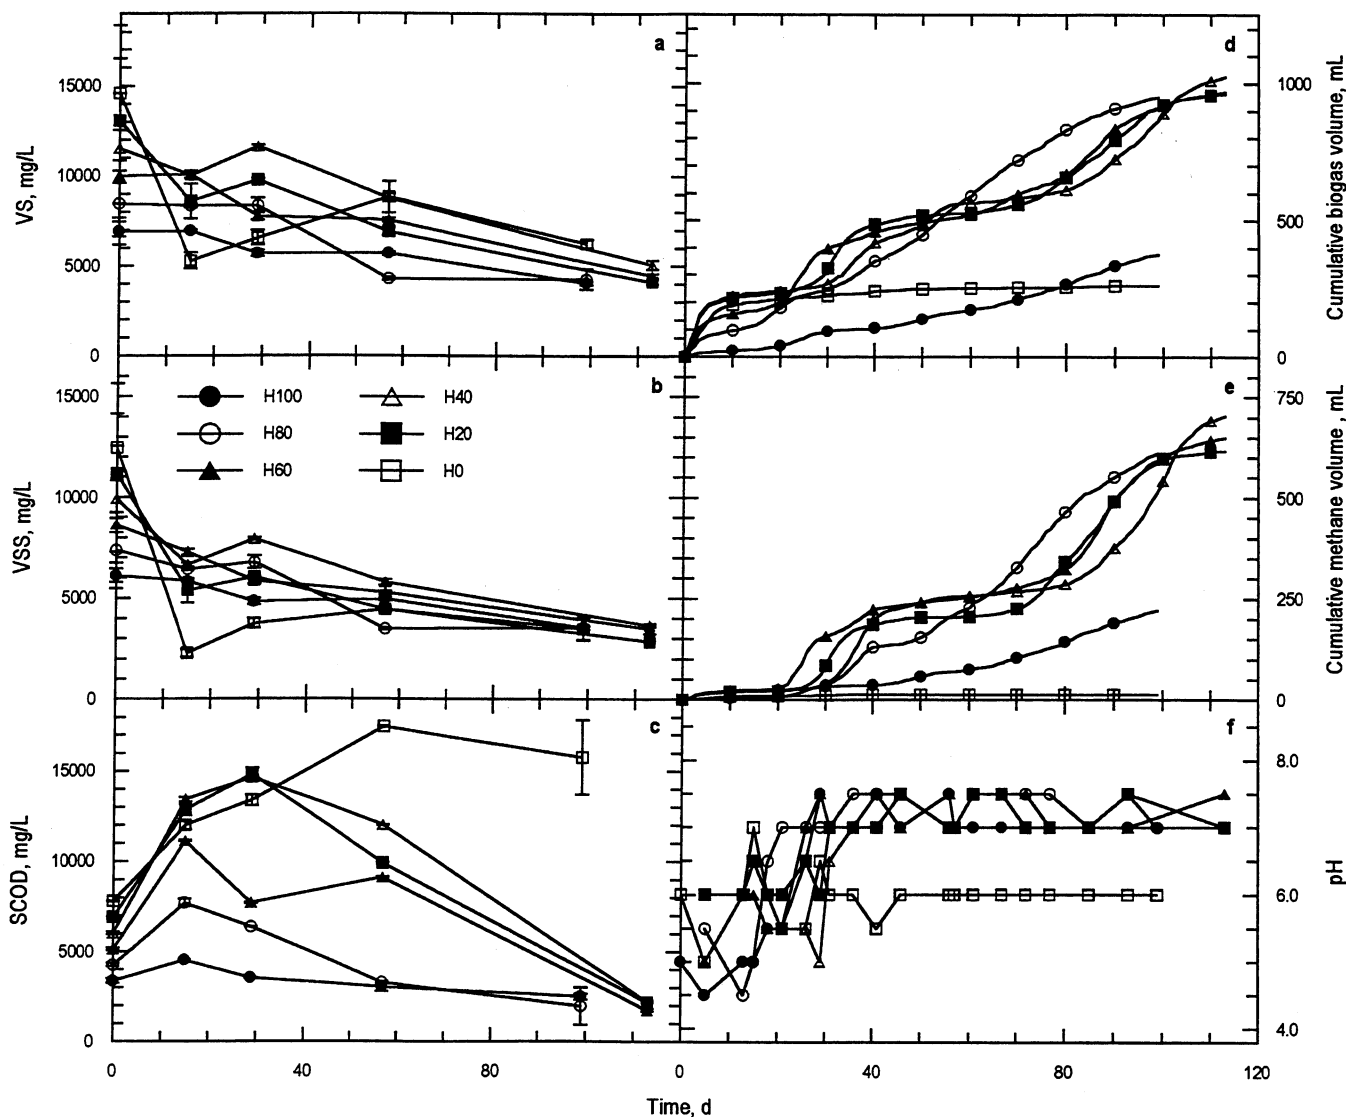 a
d
15000
10000
5000
0
VS, mg/L
1000
500
0
Cumulative biogas volume, mL
b
e
15000
10000
5000
0
VSS, mg/L
H100
H40
H80
H20
H60
H0
750
500
250
0
Cumulative methane volume , mL
c
f
15000
10000
5000
0
SCOD, mg/L
8.0
6.0
4.0
pH
0
40
80
0
40
80
120
Time, d